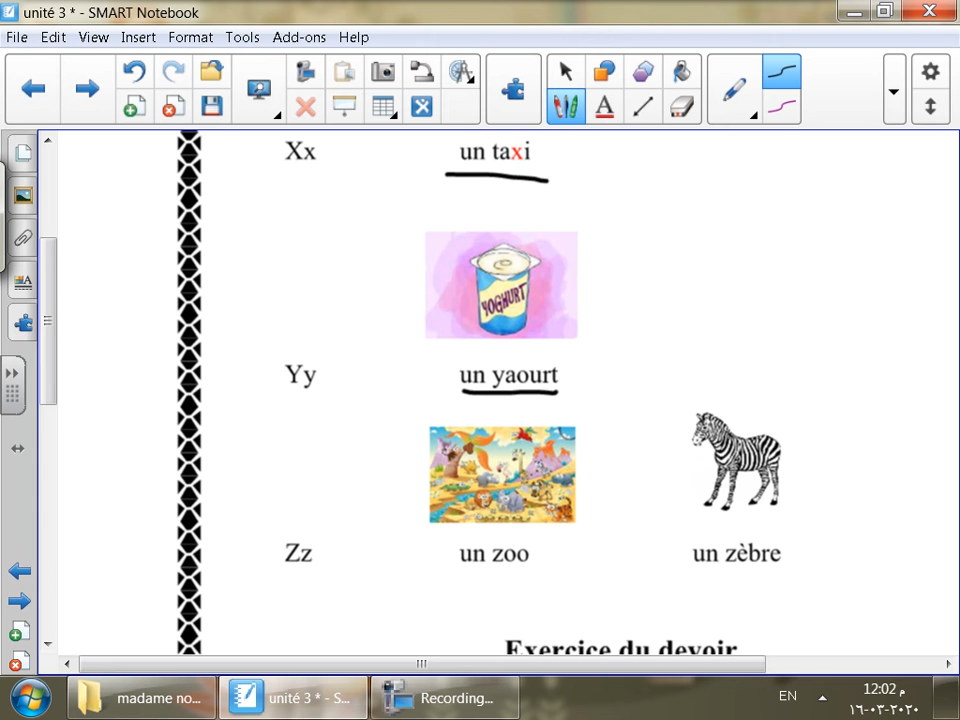 unité 3 * - SMART Notebook
File Edit View Insert Format Tools Add-ons Help
Xx un taxi
YOGHURT
Yy un yaourt
Zz un zoo un zèbre
Exercice du devoir
madame no... unité 3 * - S... Recording... EN 12:02 م
١٦-٠٣-٢٠٢٠